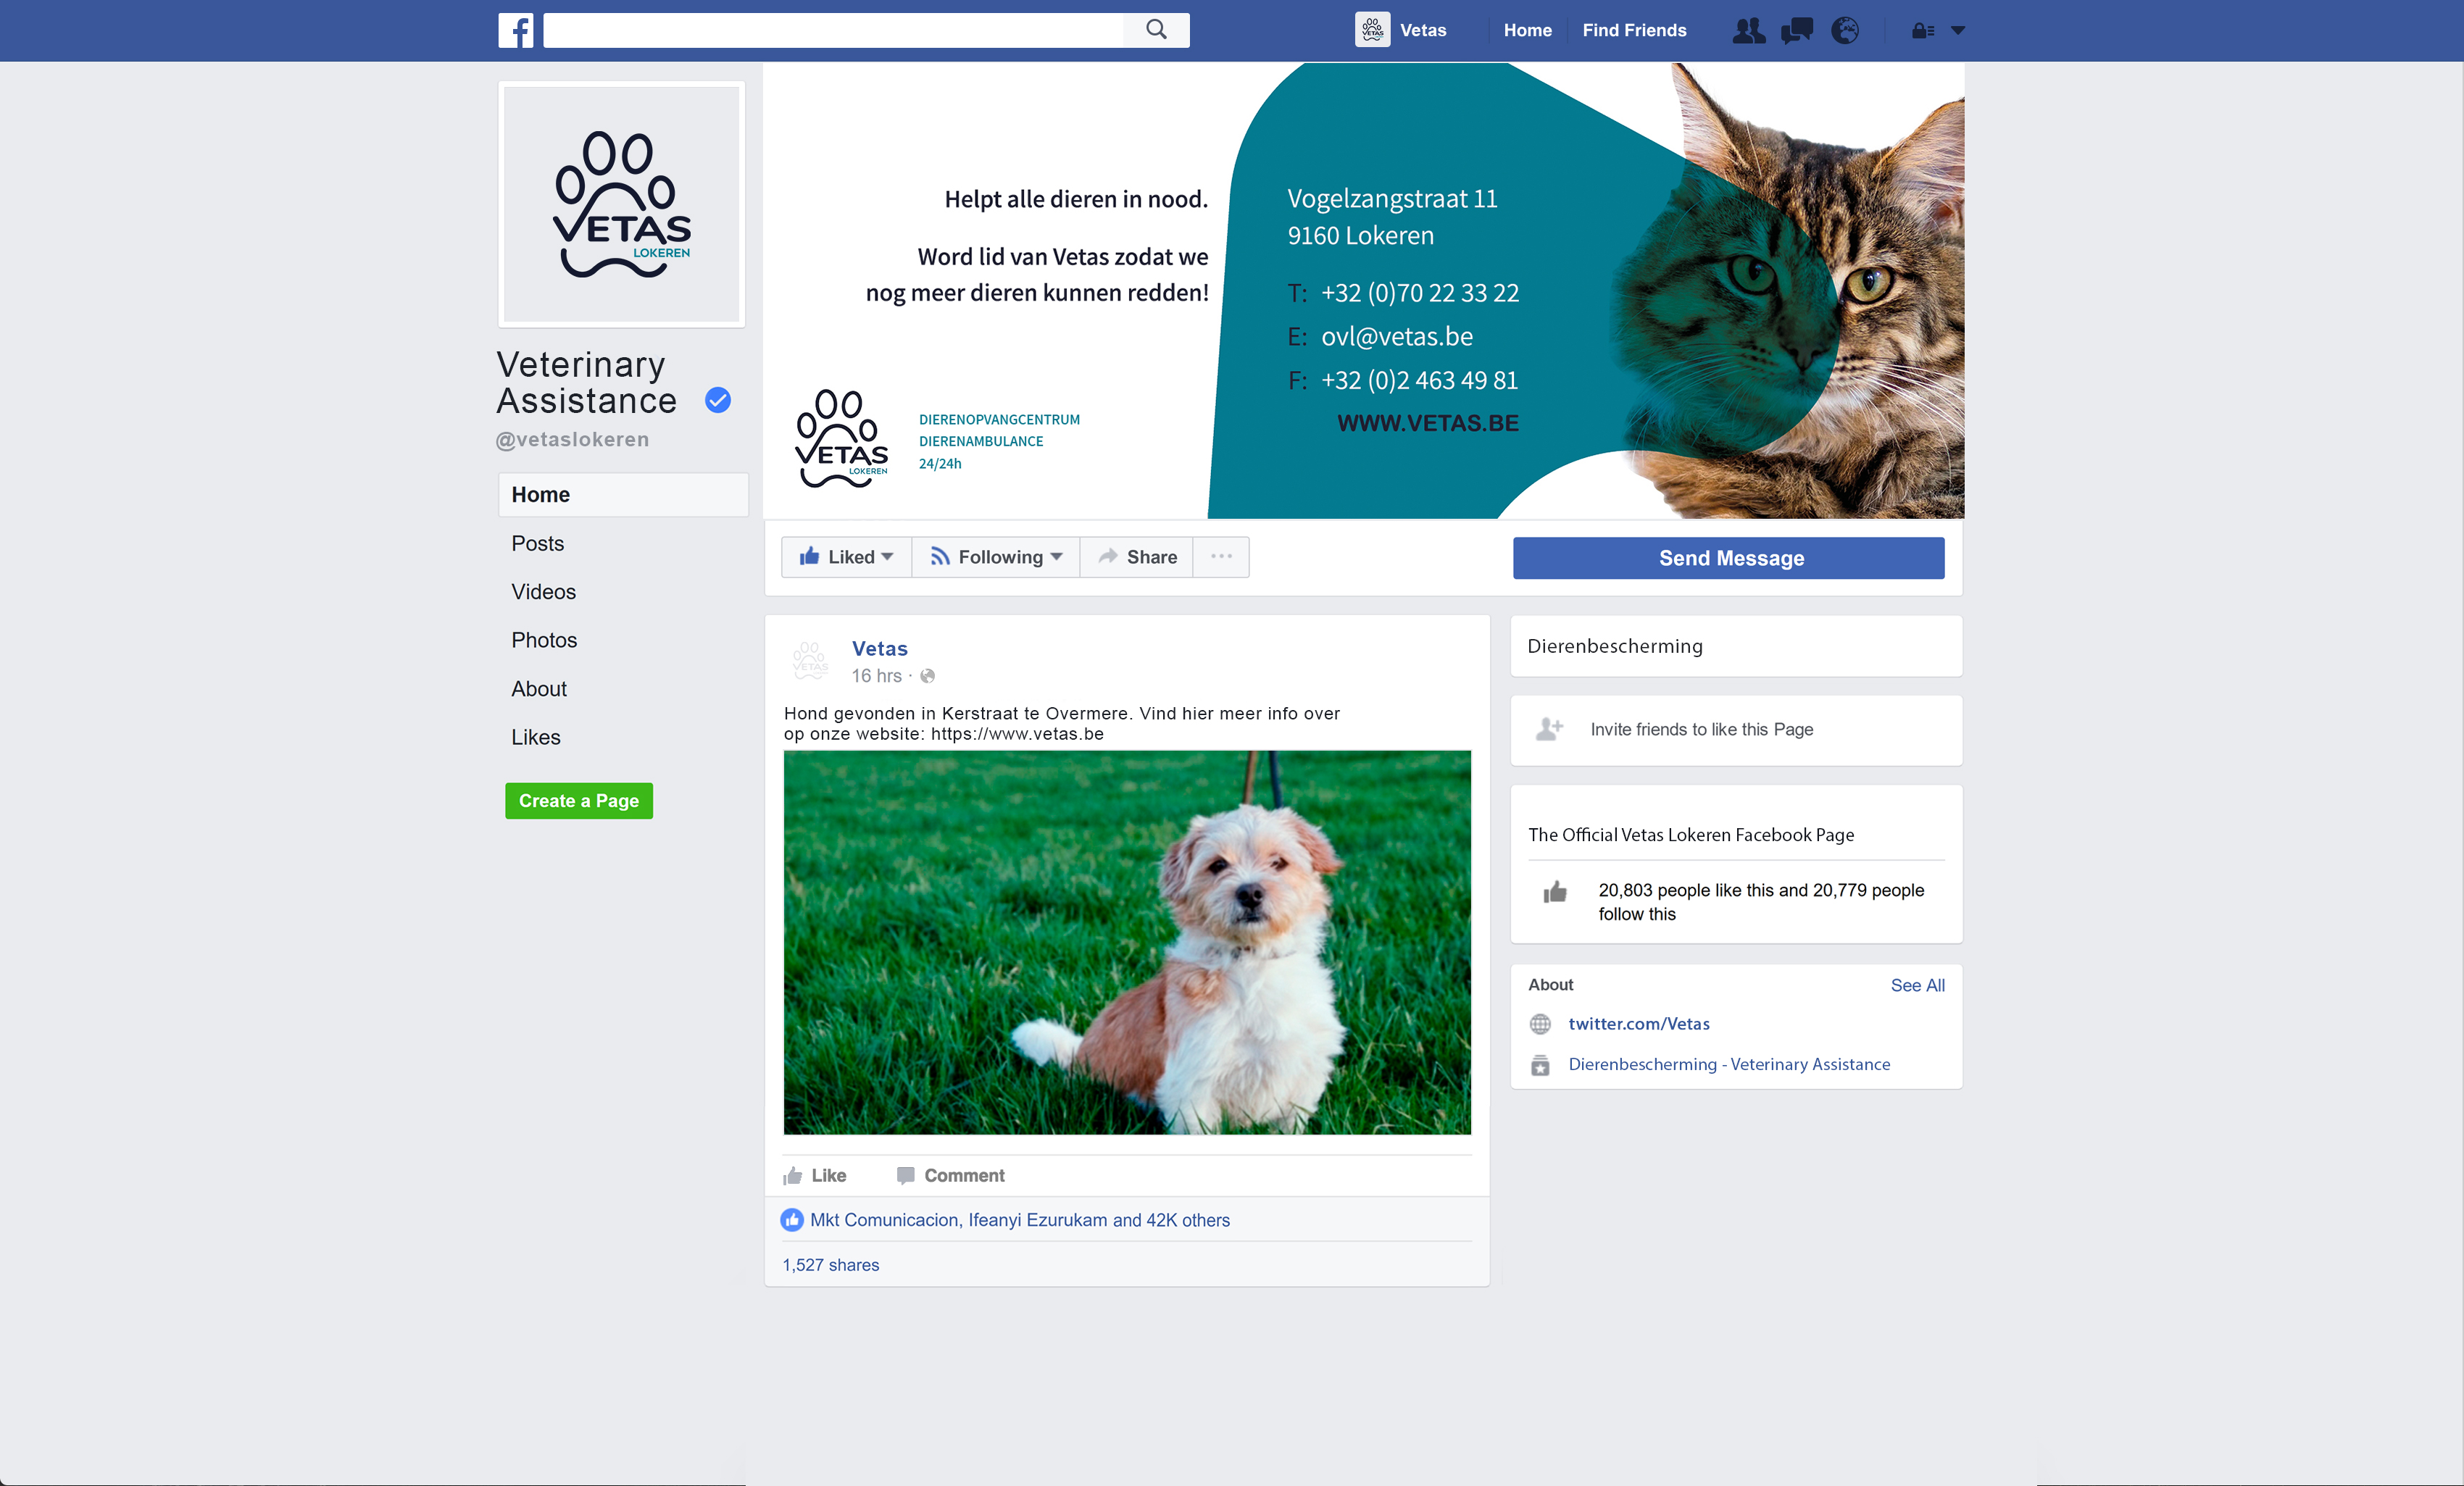 f
VETAS
Vetas
Home
Find Friends
VETAS
LOKEREN
Veterinary
Assistance
@vetaslokeren
Home
Posts
Videos
Photos
About
Likes
Create a Page
Helpt alle dieren in nood.
Word lid van Vetas zodat we
nog meer dieren kunnen redden!
VETAS
LOKEREN
DIERENOPVANGCENTRUM
DIERENAMBULANCE
24/24h
Vogelzangstraat 11
9160 Lokeren
T: +32 (0)70 22 33 22
E: ovl@vetas.be
F: +32 (0)2 463 49 81
WWW.VETAS.BE
Liked
Following
Share
Send Message
VETAS
Vetas
16 hrs ·
Hond gevonden in Kerstraat te Overmere. Vind hier meer info over
op onze website: https://www.vetas.be
Like
Comment
Mkt Comunicacion, Ifeanyi Ezurukam and 42K others
1,527 shares
Dierenbescherming
Invite friends to like this Page
The Official Vetas Lokeren Facebook Page
20,803 people like this and 20,779 people
follow this
About
See All
twitter.com/Vetas
Dierenbescherming - Veterinary Assistance